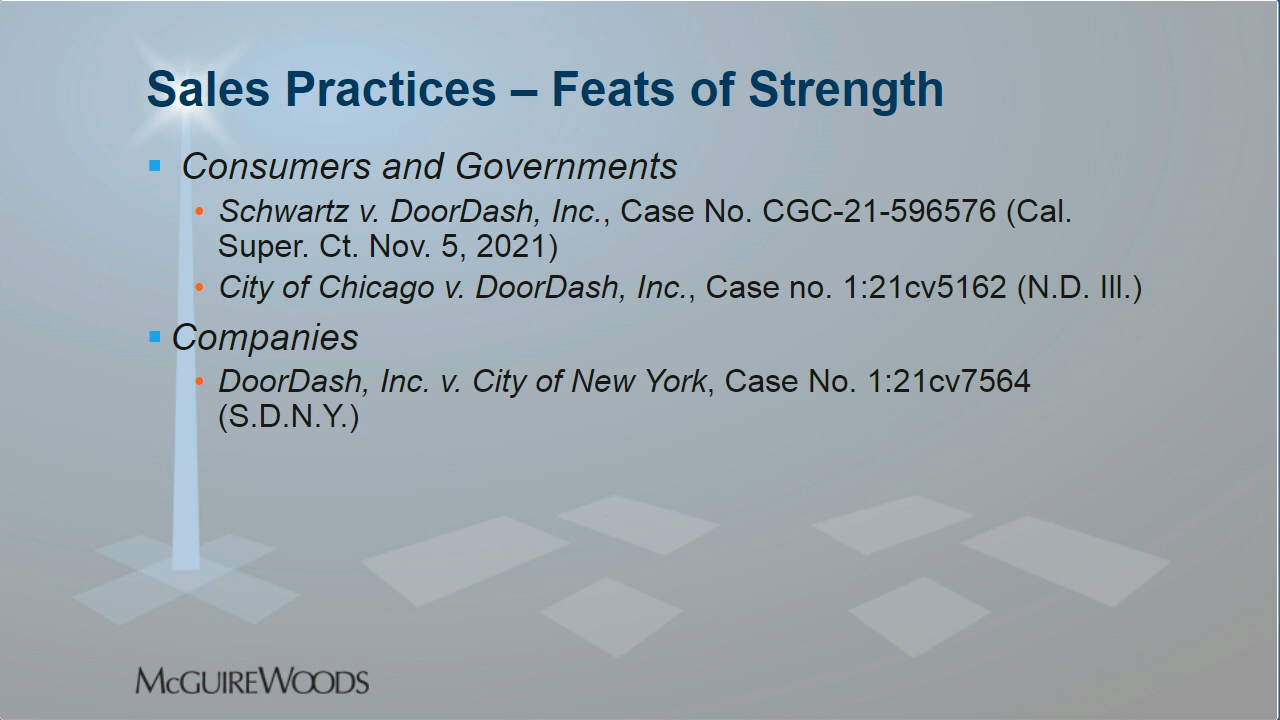 Sales Practices – Feats of Strength
Consumers and Governments
Schwartz v. DoorDash, Inc., Case No. CGC-21-596576 (Cal.
Super. Ct. Nov. 5, 2021)
City of Chicago v. DoorDash, Inc., Case no. 1:21cv5162 (N.D. Ill.)
Companies
DoorDash, Inc. v. City of New York, Case No. 1:21cv7564
(S.D.N.Y.)
McGuireWoods